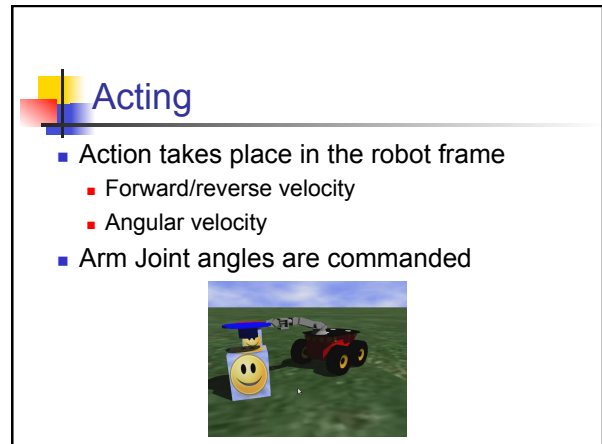 Acting
Action takes place in the robot frame
Forward/reverse velocity
Angular velocity
Arm Joint angles are commanded